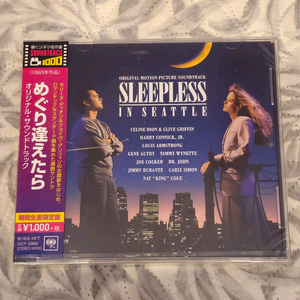 ORIGINAL MOTION PICTURE SOUNDTRACK
SLEEPLESS
IN SEATTLE
CELINE DION & CLIVE GRIFFIN
HARRY CONNICK, JR.
LOUIS ARMSTRONG
GENE AUTRY TAMMY WYNETTE
JOE COCKER DR. JOHN
JIMMY DURANTE CARLY SIMON
NAT "KING" COLE
SOUNDTRACK
1000
(1993年作品)
めぐり逢えたら
オリジナル・サウンドトラック
期間生産限定盤
¥1,000+税